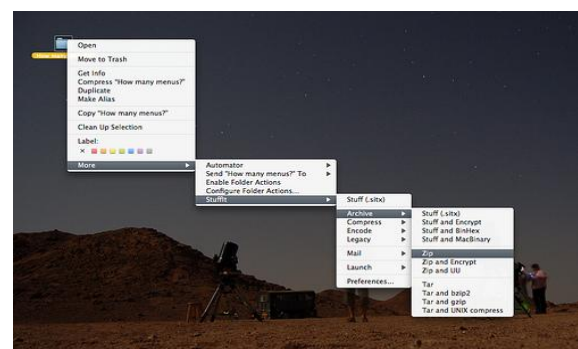 Open
Move to Trash
Get Info
Compress "How many menus?"
Duplicate
Make Alias
Copy "How many menus?"
Clean Up Selection
Label:
More
Automator
Send "How many menus?" To
Enable Folder Actions
Configure Folder Actions...
StuffIt
Stuff (.sitx)
Archive
Compress
Encode
Legacy
Mail
Launch
Preferences...
Stuff (.sitx)
Stuff and Encrypt
Stuff and BinHex
Stuff and MacBinary
Zip
Zip and Encrypt
Zip and UU
Tar
Tar and bzip2
Tar and gzip
Tar and UNIX compress